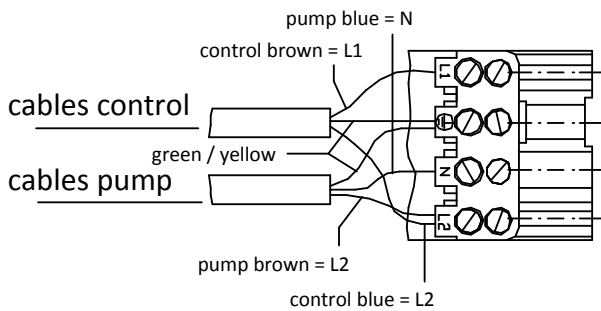 pump blue = N
control brown = L1
L1
cables control
green / yellow
N
cables pump
L2
pump brown = L2
control blue = L2